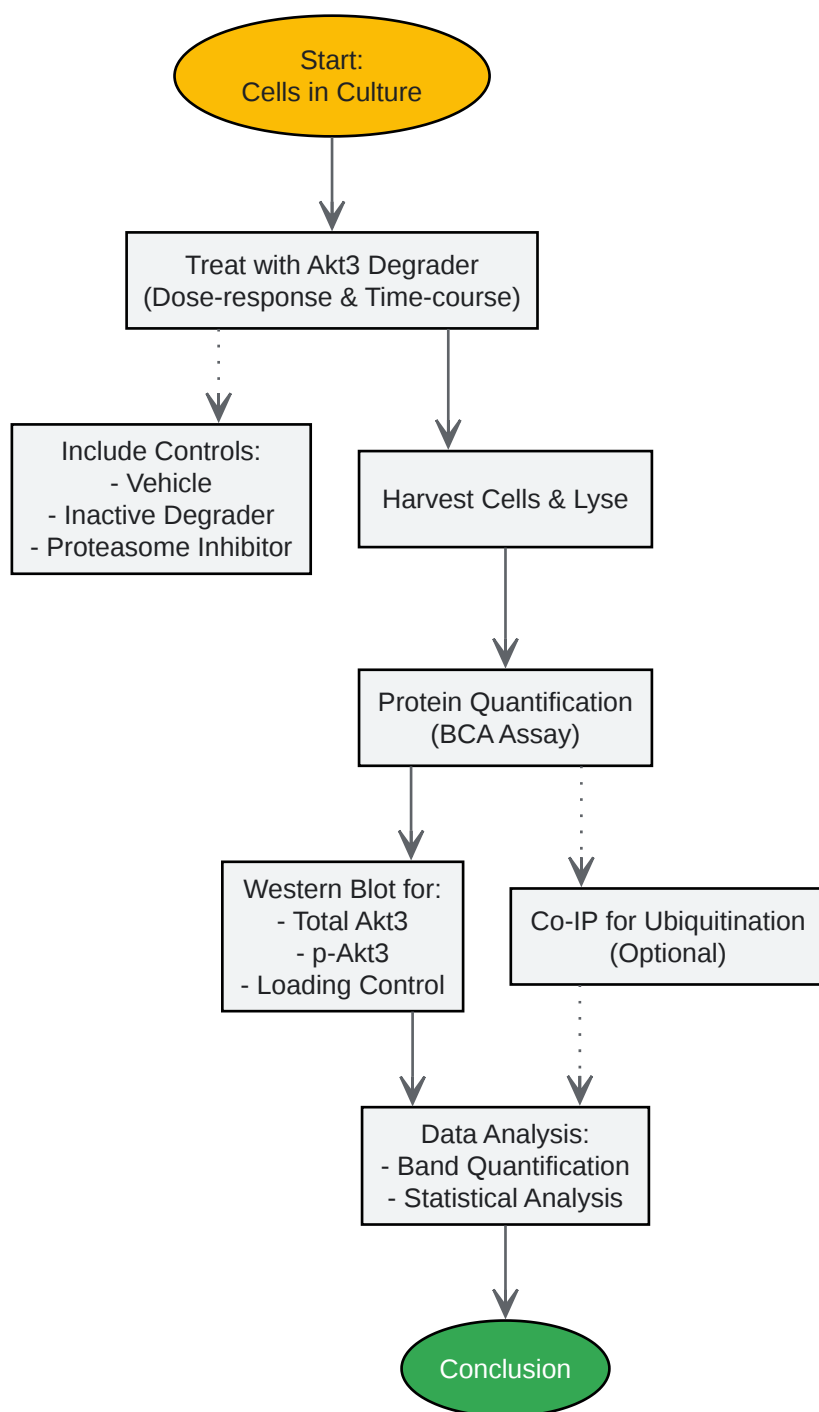 Start:
Cells in Culture
Treat with Akt3 Degrader
(Dose-response & Time-course)
Include Controls:
- Vehicle
- Inactive Degrader
- Proteasome Inhibitor
Harvest Cells & Lyse
Protein Quantification
(BCA Assay)
Western Blot for:
- Total Akt3
- p-Akt3
- Loading Control
Co-IP for Ubiquitination
(Optional)
Data Analysis:
- Band Quantification
- Statistical Analysis
Conclusion